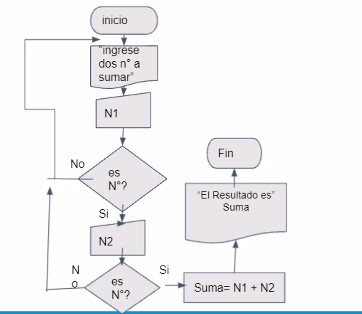 inicio
"ingrese
dos n° a
sumar"
N1
No
es
N°?
Si
N2
N
o
es
N°?
Si
Suma= N1 + N2
"El Resultado es"
Suma
Fin